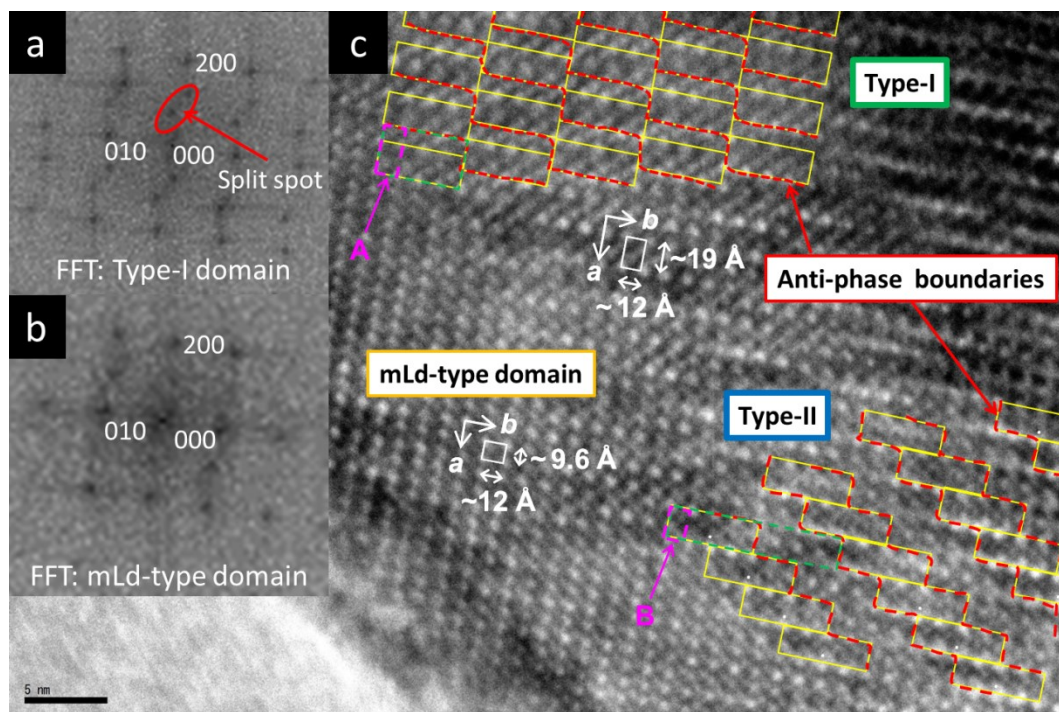 a
200
010
000
Split spot
FFT: Type-I domain
b
200
010
000
FFT: mLd-type domain
5 nm
c
Type-I
A
b
a
~19 Å
~12 Å
Anti-phase boundaries
mLd-type domain
b
a
~9.6 Å
~12 Å
Type-II
B